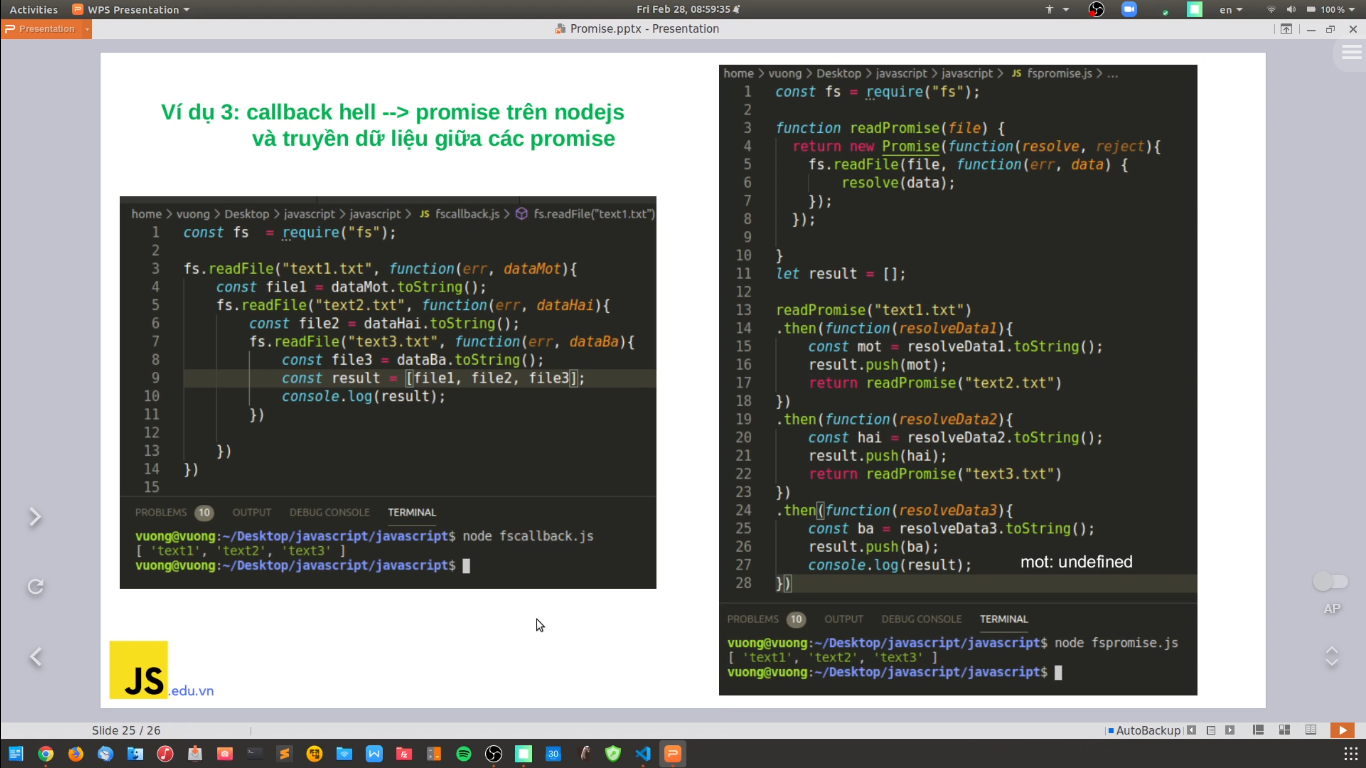 Activities WPS Presentation Fri Feb 28, 08:59:35 en 100 %
Presentation Promise.pptx - Presentation
Ví dụ 3: callback hell --> promise trên nodejs
và truyền dữ liệu giữa các promise
home > vuong > Desktop > javascript > javascript > JS fscallback.js > fs.readFile("text1.txt")
1 const fs = require("fs");
2
3 fs.readFile("text1.txt", function(err, dataMot){
4 const file1 = dataMot.toString();
5 fs.readFile("text2.txt", function(err, dataHai){
6 const file2 = dataHai.toString();
7 fs.readFile("text3.txt", function(err, dataBa){
8 const file3 = dataBa.toString();
9 const result = [file1, file2, file3];
10 console.log(result);
11 })
12
13 })
14 })
15
PROBLEMS 10 OUTPUT DEBUG CONSOLE TERMINAL
vuong@vuong:~/Desktop/javascript/javascript$ node fscallback.js
[ 'text1', 'text2', 'text3' ]
vuong@vuong:~/Desktop/javascript/javascript$
JS.edu.vn
home > vuong > Desktop > javascript > javascript > JS fspromise.js > ...
1 const fs = require("fs");
2
3 function readPromise(file) {
4 return new Promise(function(resolve, reject){
5 fs.readFile(file, function(err, data) {
6 resolve(data);
7 });
8 });
9
10 }
11 let result = [];
12
13 readPromise("text1.txt")
14 .then(function(resolveData1){
15 const mot = resolveData1.toString();
16 result.push(mot);
17 return readPromise("text2.txt")
18 })
19 .then(function(resolveData2){
20 const hai = resolveData2.toString();
21 result.push(hai);
22 return readPromise("text3.txt")
23 })
24 .then(function(resolveData3){
25 const ba = resolveData3.toString();
26 result.push(ba);
27 console.log(result); mot: undefined
28 })
PROBLEMS 10 OUTPUT DEBUG CONSOLE TERMINAL
vuong@vuong:~/Desktop/javascript/javascript$ node fspromise.js
[ 'text1', 'text2', 'text3' ]
vuong@vuong:~/Desktop/javascript/javascript$
AP
Slide 25 / 26 AutoBackup
30